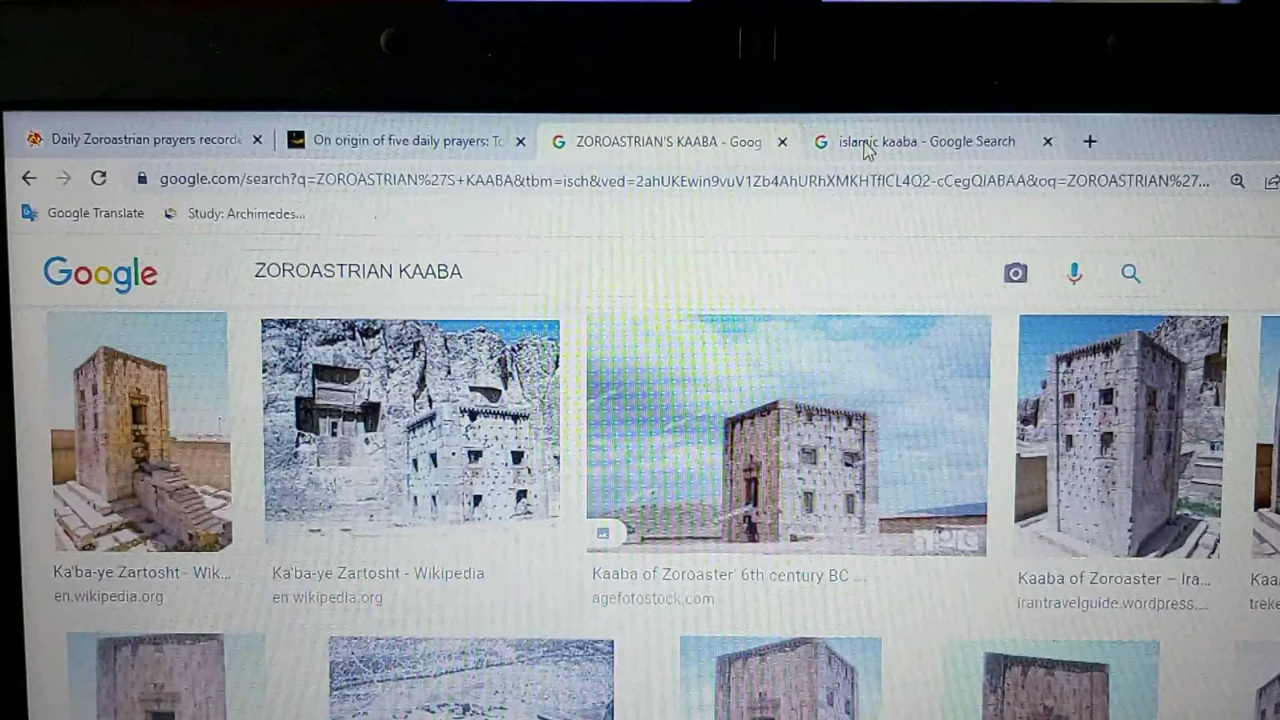 Daily Zoroastrian prayers recorde
On origin of five daily prayers: To
ZOROASTRIAN'S KAABA - Goog
islamic kaaba - Google Search
google.com/search?q=ZOROASTRIAN%27S+KAABA&tbm=isch&ved=2ahUKEwin9vuV1Zb4AhURhXMKHTfICL4Q2-cCegQIABAA&oq=ZOROASTRIAN%27...
Google Translate
Study: Archimedes...
Google
ZOROASTRIAN KAABA
Ka'ba-ye Zartosht - Wik...
en.wikipedia.org
Ka'ba-ye Zartosht - Wikipedia
en.wikipedia.org
Kaaba of Zoroaster' 6th century BC ...
agefotostock.com
Kaaba of Zoroaster – Ira...
irantravelguide.wordpress....
Kaa
treke